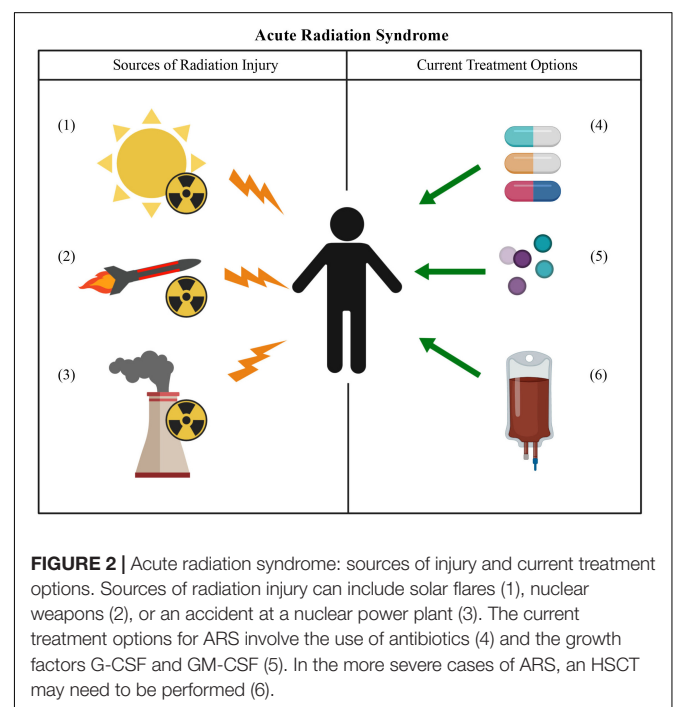 Acute Radiation Syndrome
Sources of Radiation Injury
Current Treatment Options
(1)
(4)
(2)
(5)
(3)
(6)
FIGURE 2 | Acute radiation syndrome: sources of injury and current treatment
options. Sources of radiation injury can include solar flares (1), nuclear
weapons (2), or an accident at a nuclear power plant (3). The current
treatment options for ARS involve the use of antibiotics (4) and the growth
factors G-CSF and GM-CSF (5). In the more severe cases of ARS, an HSCT
may need to be performed (6).